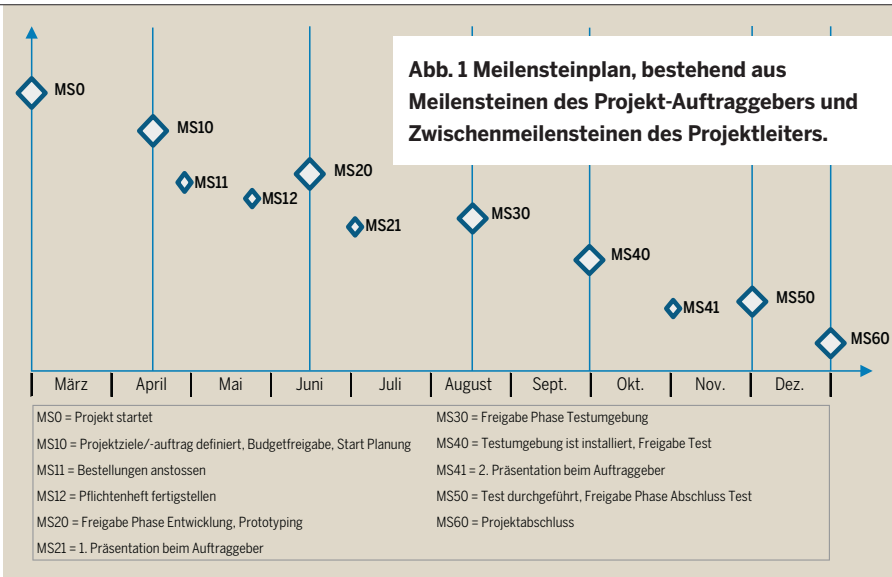 Abb. 1 Meilensteinplan, bestehend aus
Meilensteinen des Projekt-Auftraggebers und
Zwischenmeilensteinen des Projektleiters.
MS0
MS10
MS11
MS12
MS20
MS21
MS30
MS40
MS41
MS50
MS60
März April Mai Juni Juli August Sept. Okt. Nov. Dez.
MS0 = Projekt startet
MS10 = Projektziele/-auftrag definiert, Budgetfreigabe, Start Planung
MS11 = Bestellungen anstossen
MS12 = Pflichtenheft fertigstellen
MS20 = Freigabe Phase Entwicklung, Prototyping
MS21 = 1. Präsentation beim Auftraggeber
MS30 = Freigabe Phase Testumgebung
MS40 = Testumgebung ist installiert, Freigabe Test
MS41 = 2. Präsentation beim Auftraggeber
MS50 = Test durchgeführt, Freigabe Phase Abschluss Test
MS60 = Projektabschluss